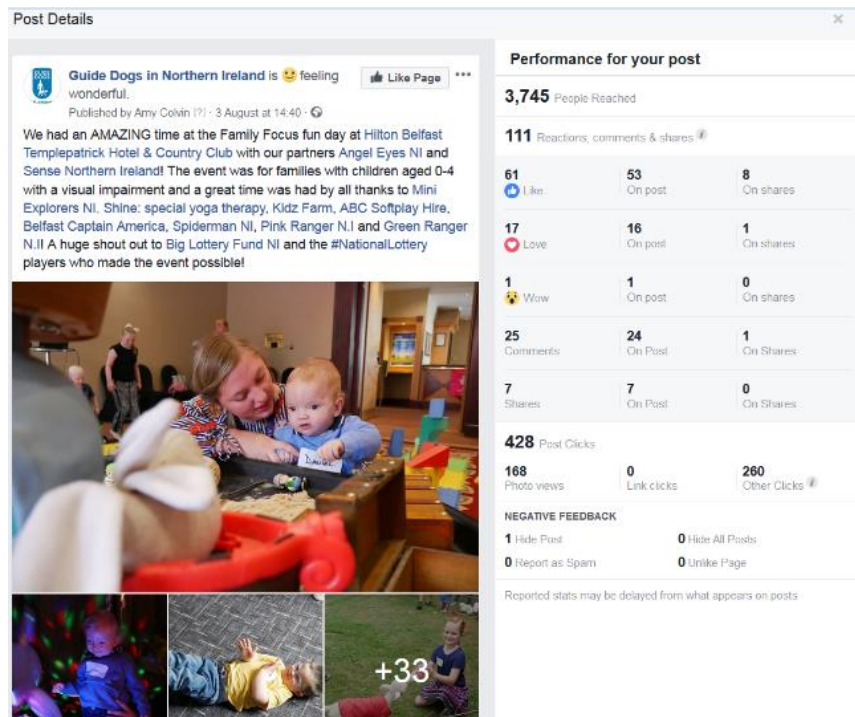 Post Details ×
Guide Dogs in Northern Ireland is feeling
wonderful.
Like Page ...
Published by Amy Colvin [?] · 3 August at 14:40 ·
We had an AMAZING time at the Family Focus fun day at Hilton Belfast
Templepatrick Hotel & Country Club with our partners Angel Eyes NI and
Sense Northern Ireland! The event was for families with children aged 0-4
with a visual impairment and a great time was had by all thanks to Mini
Explorers NI. Shine: special yoga therapy, Kidz Farm, ABC Softplay Hire,
Belfast Captain America, Spiderman NI, Pink Ranger N.I and Green Ranger
N.I! A huge shout out to Big Lottery Fund NI and the #NationalLottery
players who made the event possible!
Daniel
+33
Performance for your post
3,745 People Reached
111 Reactions, comments & shares
61 53 8
Like On post On shares
17 16 1
Love On post On shares
1 1 0
Wow On post On shares
25 24 1
Comments On Post On Shares
7 7 0
Shares On Post On Shares
428 Post Clicks
168 0 260
Photo views Link clicks Other Clicks
NEGATIVE FEEDBACK
1 Hide Post 0 Hide All Posts
0 Report as Spam 0 Unlike Page
Reported stats may be delayed from what appears on posts